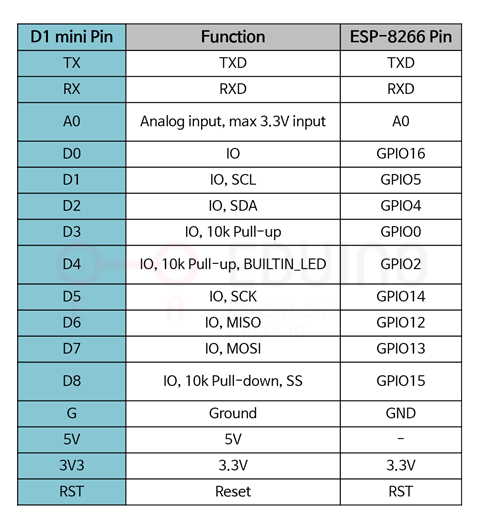 D1 mini Pin Function ESP-8266 Pin
TX TXD TXD
RX RXD RXD
A0 Analog input, max 3.3V input A0
D0 IO GPIO16
D1 IO, SCL GPIO5
D2 IO, SDA GPIO4
D3 IO, 10k Pull-up GPIO0
D4 IO, 10k Pull-up, BUILTIN_LED GPIO2
D5 IO, SCK GPIO14
D6 IO, MISO GPIO12
D7 IO, MOSI GPIO13
D8 IO, 10k Pull-down, SS GPIO15
G Ground GND
5V 5V -
3V3 3.3V 3.3V
RST Reset RST